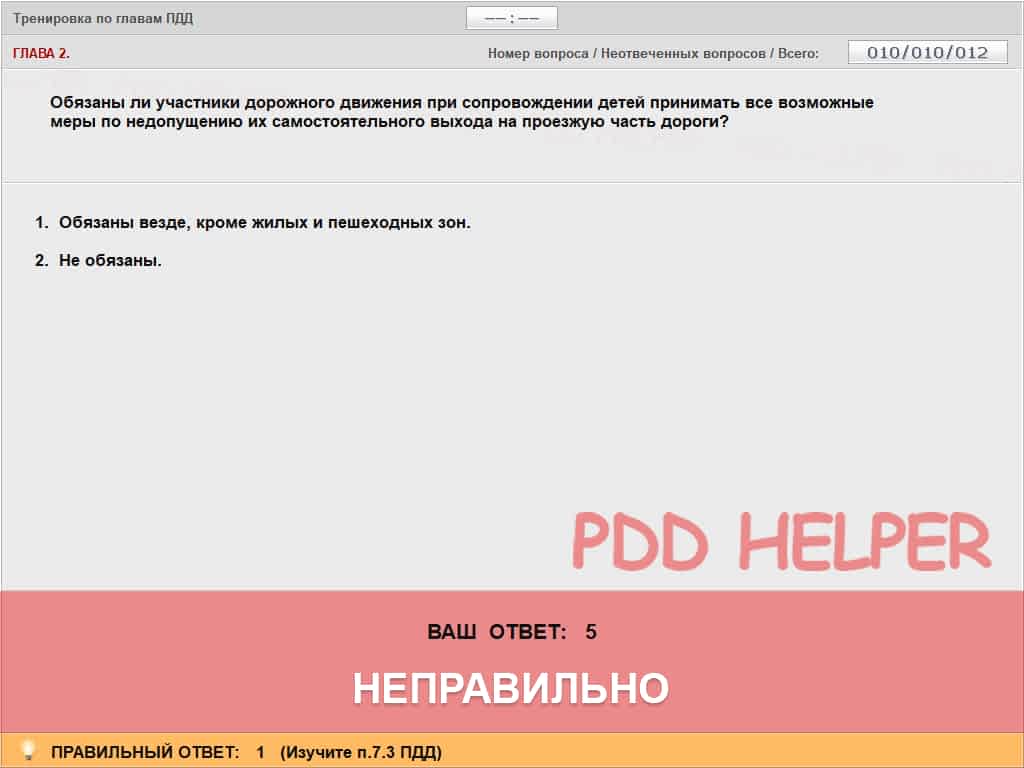 Тренировка по главам ПДД
–– : ––
ГЛАВА 2.
Номер вопроса / Неотвеченных вопросов / Всего:
010/010/012
Обязаны ли участники дорожного движения при сопровождении детей принимать все возможные
меры по недопущению их самостоятельного выхода на проезжую часть дороги?
1. Обязаны везде, кроме жилых и пешеходных зон.
2. Не обязаны.
PDD HELPER
ВАШ ОТВЕТ: 5
НЕПРАВИЛЬНО
ПРАВИЛЬНЫЙ ОТВЕТ: 1 (Изучите п.7.3 ПДД)